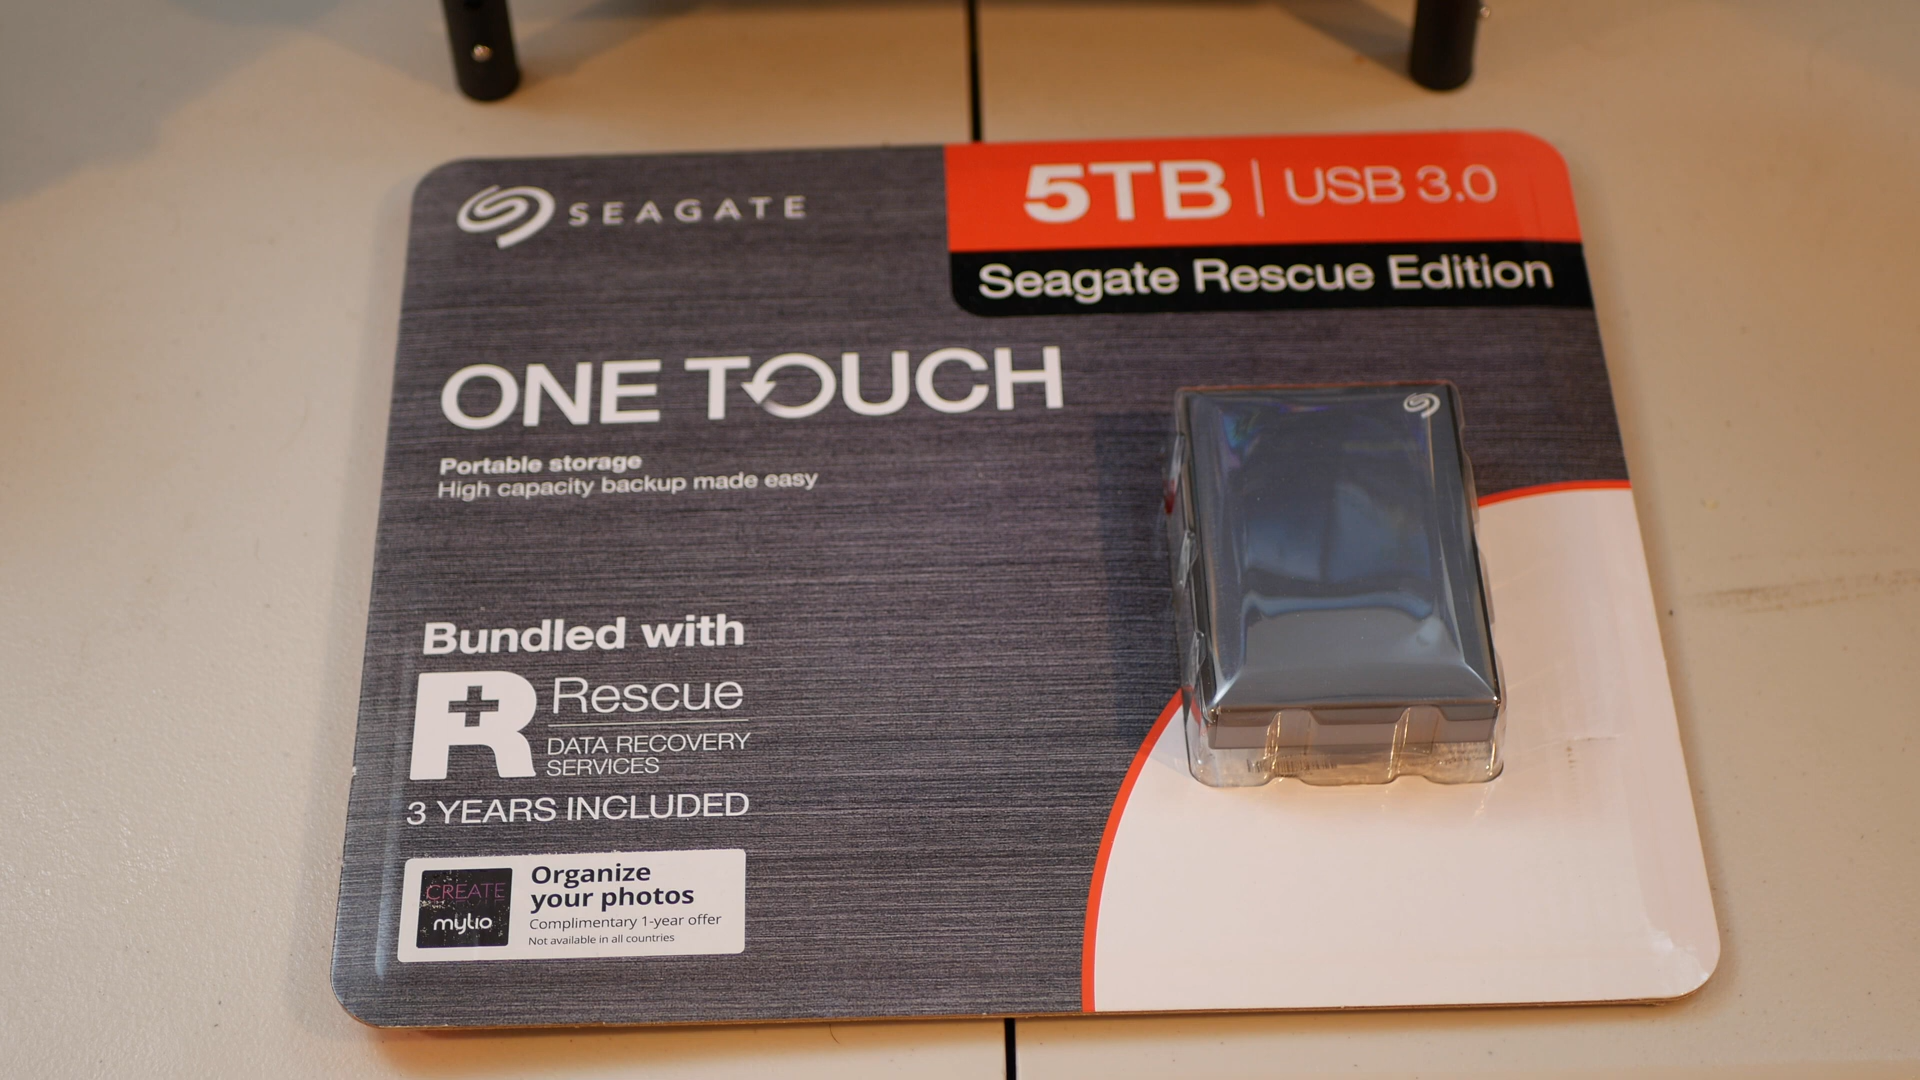 SEAGATE
5TB | USB 3.0
Seagate Rescue Edition
ONE TOUCH
Portable storage
High capacity backup made easy
Bundled with
R Rescue
DATA RECOVERY
SERVICES
3 YEARS INCLUDED
CREATE
mylio
Organize
your photos
Complimentary 1-year offer
Not available in all countries